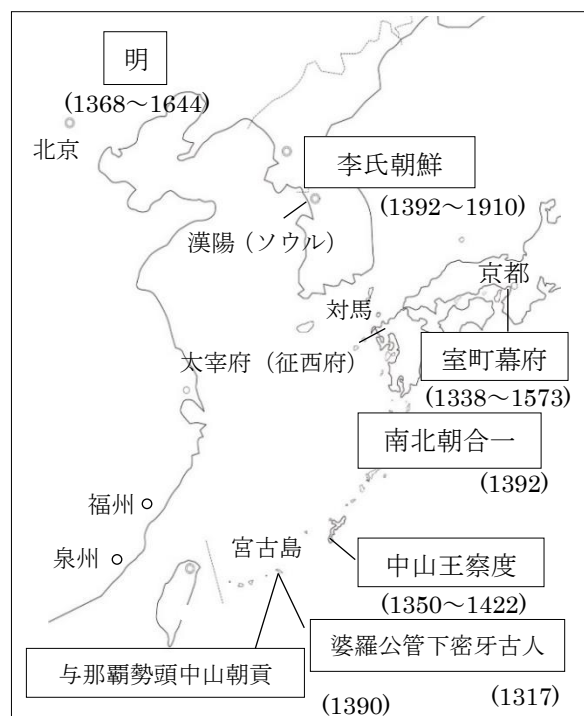 明
(1368～1644)
北京
李氏朝鮮
(1392～1910)
漢陽（ソウル）
京都
対馬
太宰府（征西府）
室町幕府
(1338～1573)
南北朝合一
(1392)
福州
宮古島
泉州
中山王察度
(1350～1422)
婆羅公管下密牙古人
与那覇勢頭中山朝貢
(1317)
(1390)